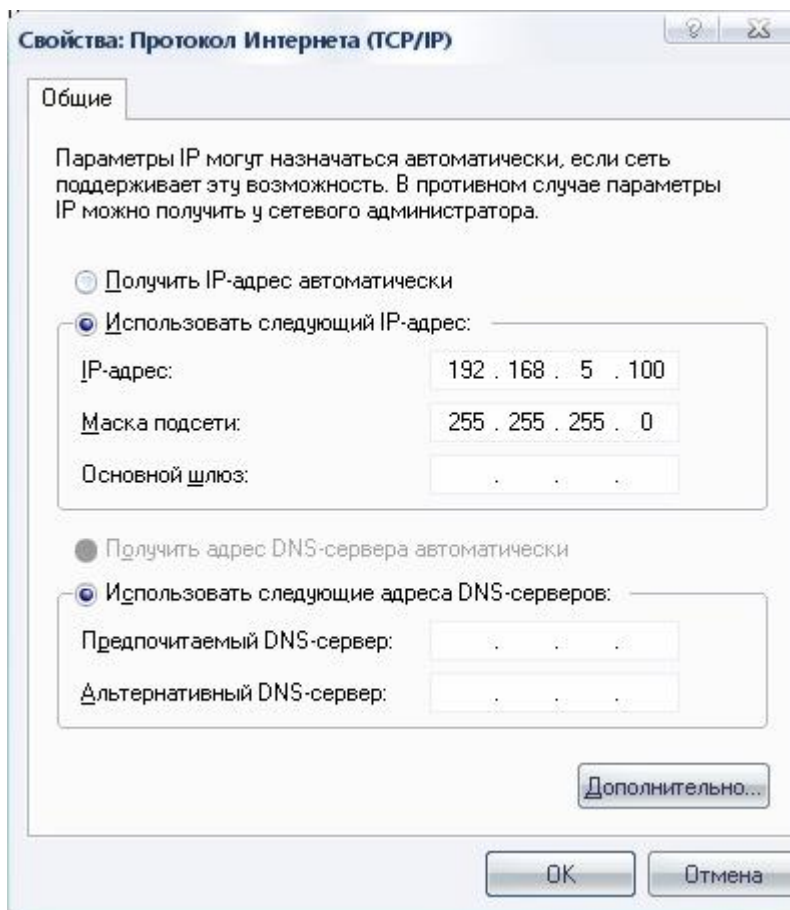 Свойства: Протокол Интернета (TCP/IP)
Общие
Параметры IP могут назначаться автоматически, если сеть
поддерживает эту возможность. В противном случае параметры
IP можно получить у сетевого администратора.
Получить IP-адрес автоматически
Использовать следующий IP-адрес:
IP-адрес: 192 . 168 . 5 . 100
Маска подсети: 255 . 255 . 255 . 0
Основной шлюз: . . .
Получить адрес DNS-сервера автоматически
Использовать следующие адреса DNS-серверов:
Предпочитаемый DNS-сервер: . . .
Альтернативный DNS-сервер: . . .
Дополнительно...
OK Отмена